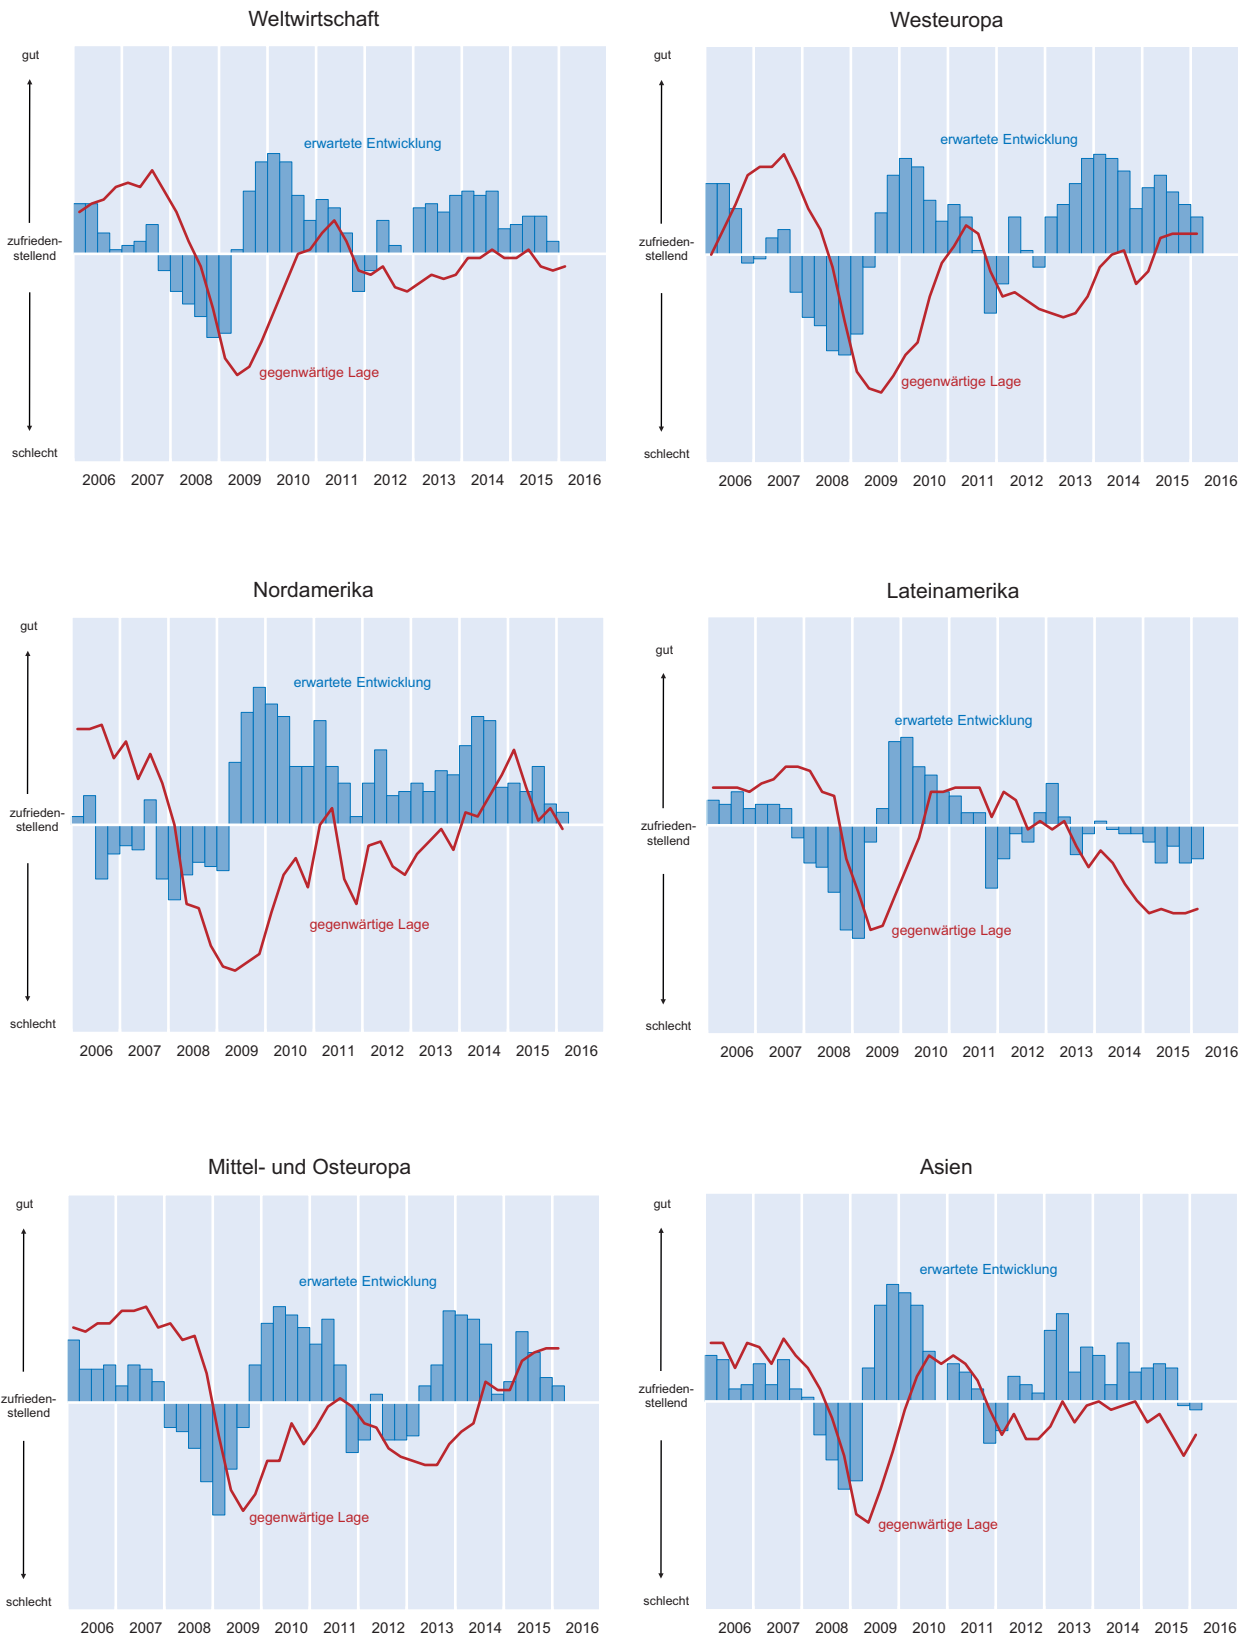 Weltwirtschaft
gut
zufrieden-
stellend
schlecht
erwartete Entwicklung
gegenwärtige Lage
2006 2007 2008 2009 2010 2011 2012 2013 2014 2015 2016
Westeuropa
gut
zufrieden-
stellend
schlecht
erwartete Entwicklung
gegenwärtige Lage
2006 2007 2008 2009 2010 2011 2012 2013 2014 2015 2016
Nordamerika
gut
zufrieden-
stellend
schlecht
erwartete Entwicklung
gegenwärtige Lage
2006 2007 2008 2009 2010 2011 2012 2013 2014 2015 2016
Lateinamerika
gut
zufrieden-
stellend
schlecht
erwartete Entwicklung
gegenwärtige Lage
2006 2007 2008 2009 2010 2011 2012 2013 2014 2015 2016
Mittel- und Osteuropa
gut
zufrieden-
stellend
schlecht
erwartete Entwicklung
gegenwärtige Lage
2006 2007 2008 2009 2010 2011 2012 2013 2014 2015 2016
Asien
gut
zufrieden-
stellend
schlecht
erwartete Entwicklung
gegenwärtige Lage
2006 2007 2008 2009 2010 2011 2012 2013 2014 2015 2016